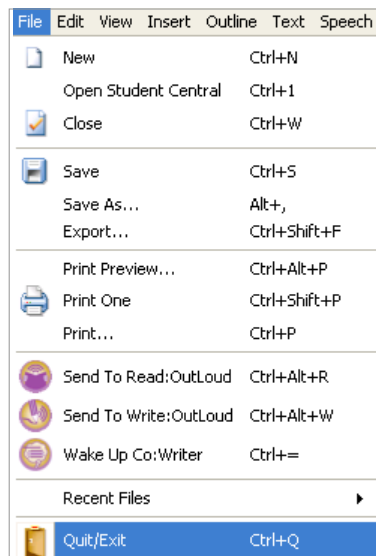 File Edit View Insert Outline Text Speech
New Ctrl+N
Open Student Central Ctrl+1
Close Ctrl+W
Save Ctrl+S
Save As... Alt+,
Export... Ctrl+Shift+F
Print Preview... Ctrl+Alt+P
Print One Ctrl+Shift+P
Print... Ctrl+P
Send To Read:OutLoud Ctrl+Alt+R
Send To Write:OutLoud Ctrl+Alt+W
Wake Up Co:Writer Ctrl+=
Recent Files
Quit/Exit Ctrl+Q